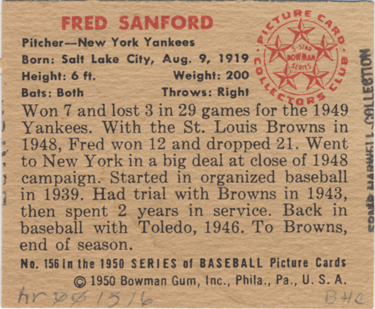 FRED SANFORD
PICTURE CARD COLLECTORS CLUB
5-STAR BOWMAN SERIES
Pitcher—New York Yankees
Born: Salt Lake City, Aug. 9, 1919
Height: 6 ft. Weight: 200
Bats: Both Throws: Right
Won 7 and lost 3 in 29 games for the 1949
Yankees. With the St. Louis Browns in
1948, Fred won 12 and dropped 21. Went
to New York in a big deal at close of 1948
campaign. Started in organized baseball
in 1939. Had trial with Browns in 1943,
then spent 2 years in service. Back in
baseball with Toledo, 1946. To Browns,
end of season.
No. 156 in the 1950 SERIES of BASEBALL Picture Cards
© 1950 Bowman Gum, Inc., Phila., Pa., U. S. A.
BHC
COLLECTION